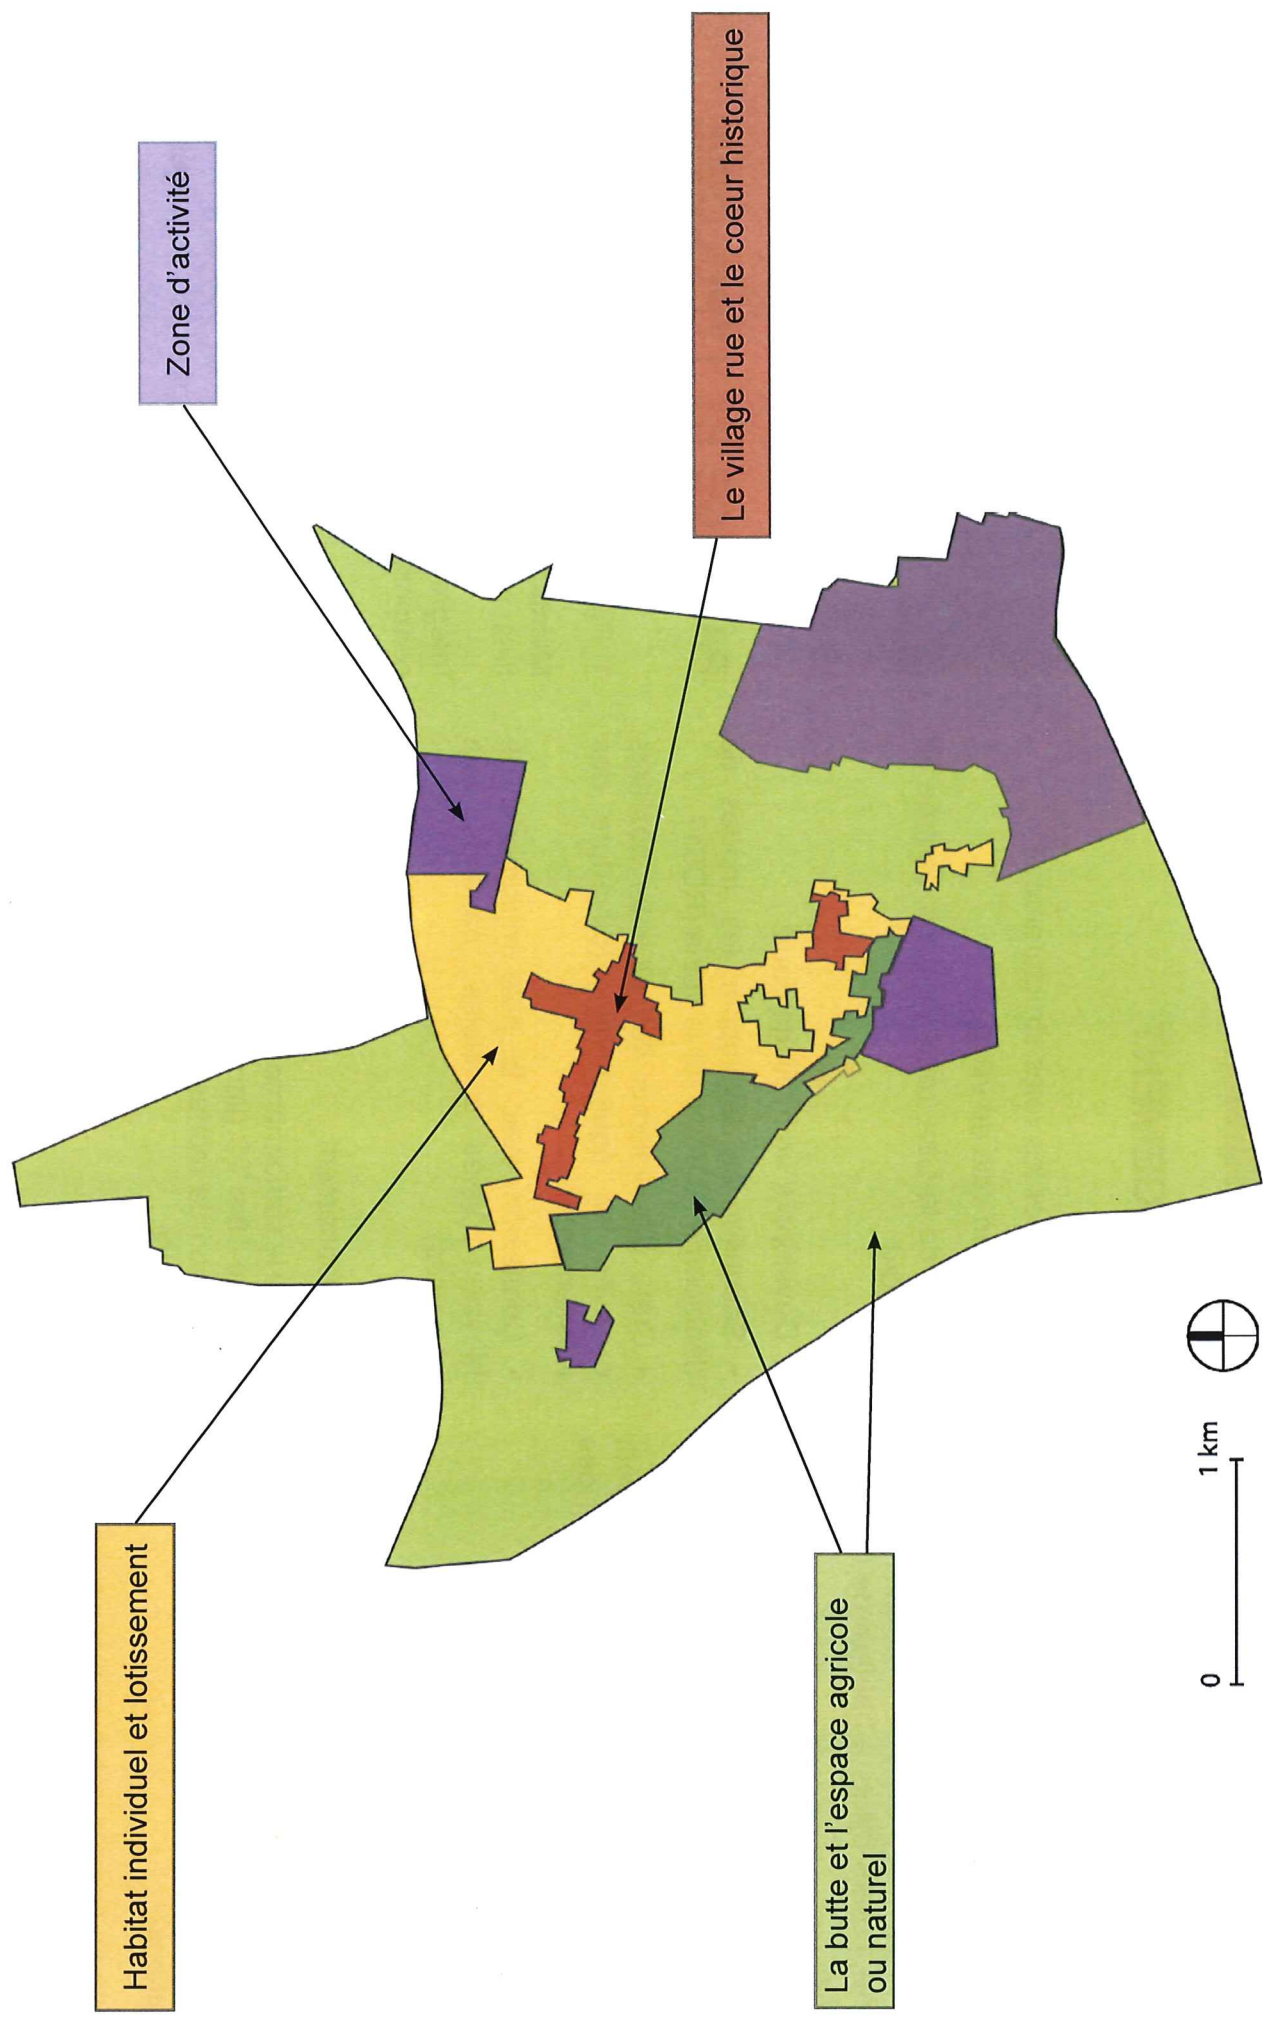 Zone d'activité
Le village rue et le coeur historique
Habitat individuel et lotissement
La butte et l'espace agricole
ou naturel
0
1 km